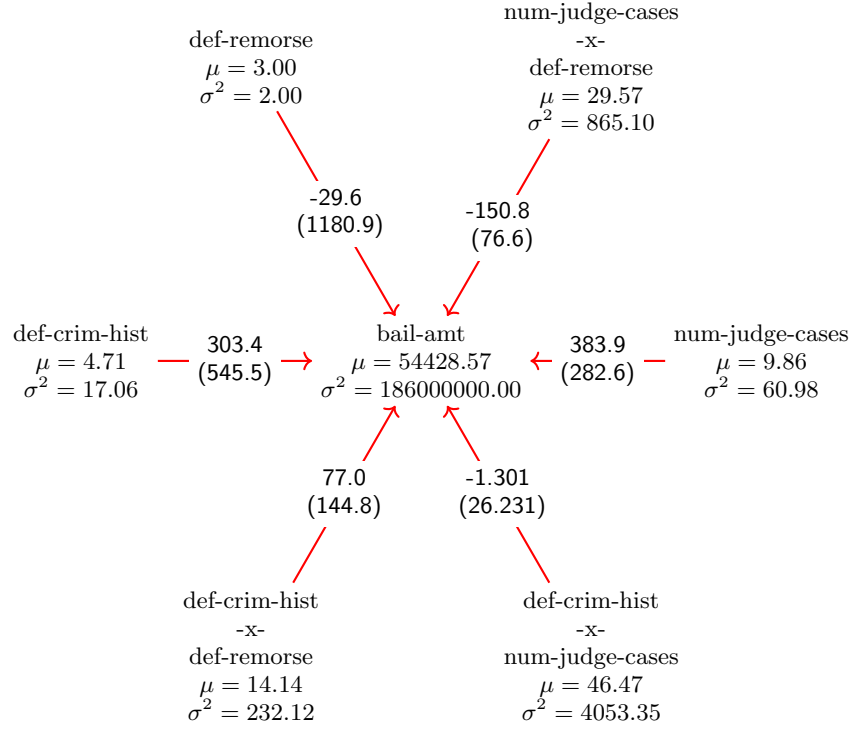 def-remorse
μ = 3.00
σ² = 2.00
num-judge-cases
-x-
def-remorse
μ = 29.57
σ² = 865.10
-29.6
(1180.9)
-150.8
(76.6)
def-crim-hist
μ = 4.71
σ² = 17.06
303.4
(545.5)
bail-amt
μ = 54428.57
σ² = 186000000.00
383.9
(282.6)
num-judge-cases
μ = 9.86
σ² = 60.98
77.0
(144.8)
-1.301
(26.231)
def-crim-hist
-x-
def-remorse
μ = 14.14
σ² = 232.12
def-crim-hist
-x-
num-judge-cases
μ = 46.47
σ² = 4053.35